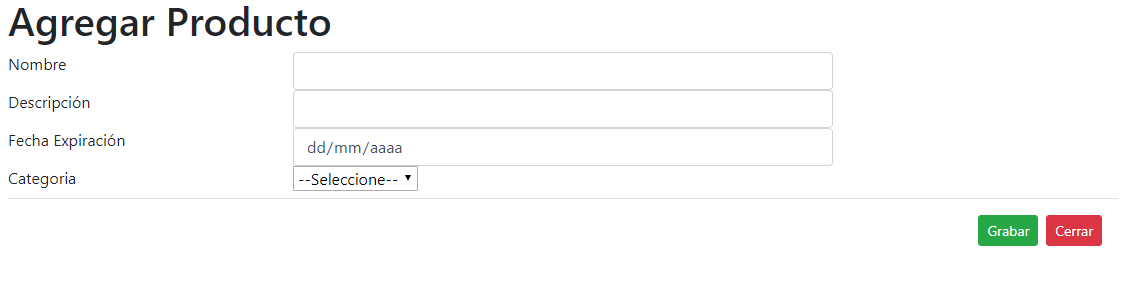 Agregar Producto
Nombre
Descripción
Fecha Expiración
dd/mm/aaaa
Categoria
--Seleccione--
Grabar Cerrar